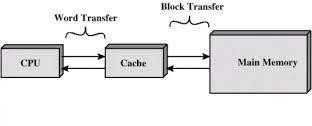 Block Transfer
Word Transfer
CPU
Cache
Main Memory